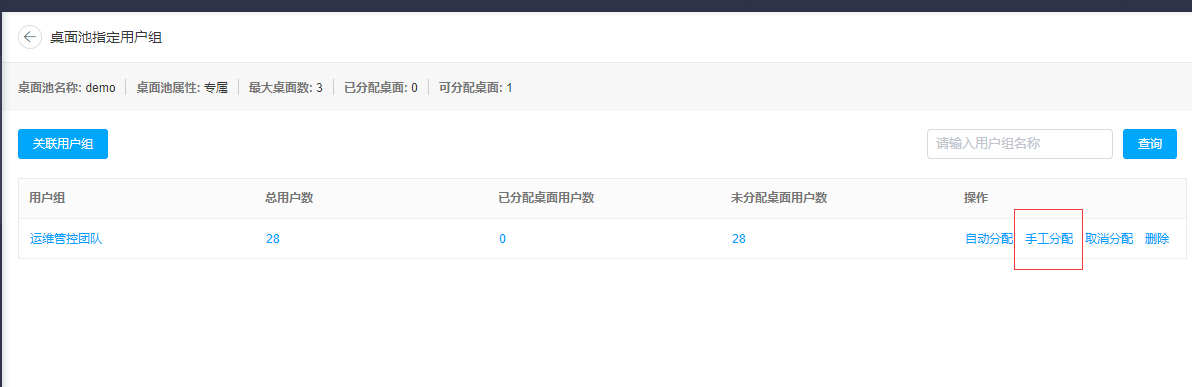 桌面池指定用户组
桌面池名称: demo 桌面池属性: 专属 最大桌面数: 3 已分配桌面: 0 可分配桌面: 1
关联用户组 请输入用户组名称 查询
用户组 总用户数 已分配桌面用户数 未分配桌面用户数 操作
运维管控团队 28 0 28 自动分配 手工分配 取消分配 删除